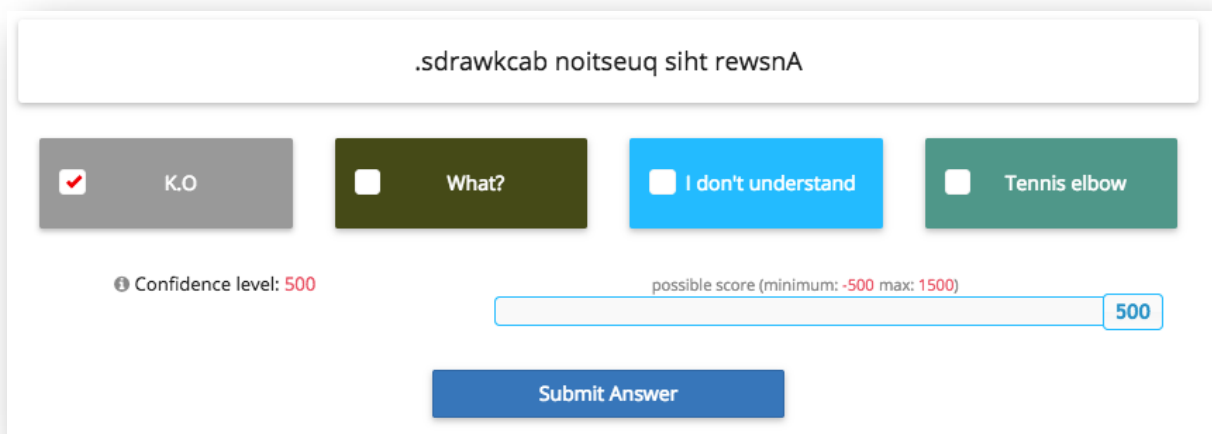 .sdrawkcab noitseuq siht rewsnA
K.O
What?
I don't understand
Tennis elbow
Confidence level: 500
possible score (minimum: -500 max: 1500)
500
Submit Answer